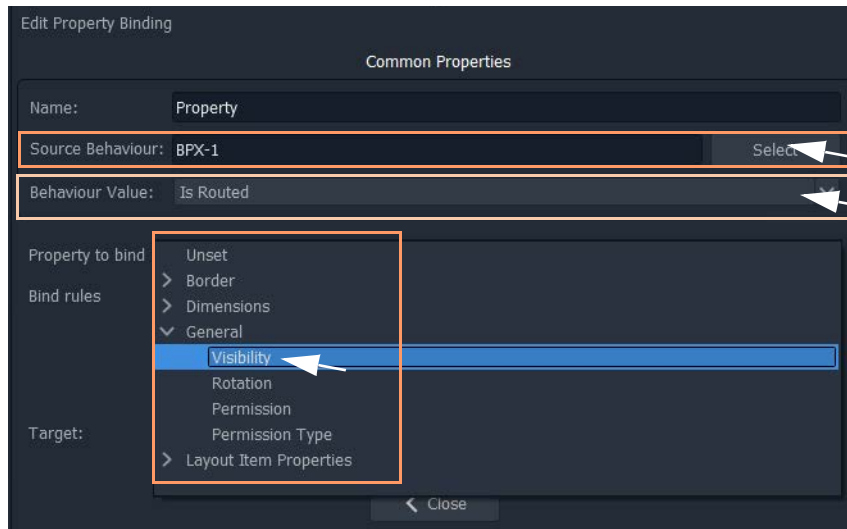 Edit Property Binding
Common Properties
Name: Property
Source Behaviour: BPX-1 Select
Behaviour Value: Is Routed
Property to bind Unset
Border
Bind rules
Dimensions
General
Visibility
Rotation
Permission
Target: Permission Type
Layout Item Properties
Close